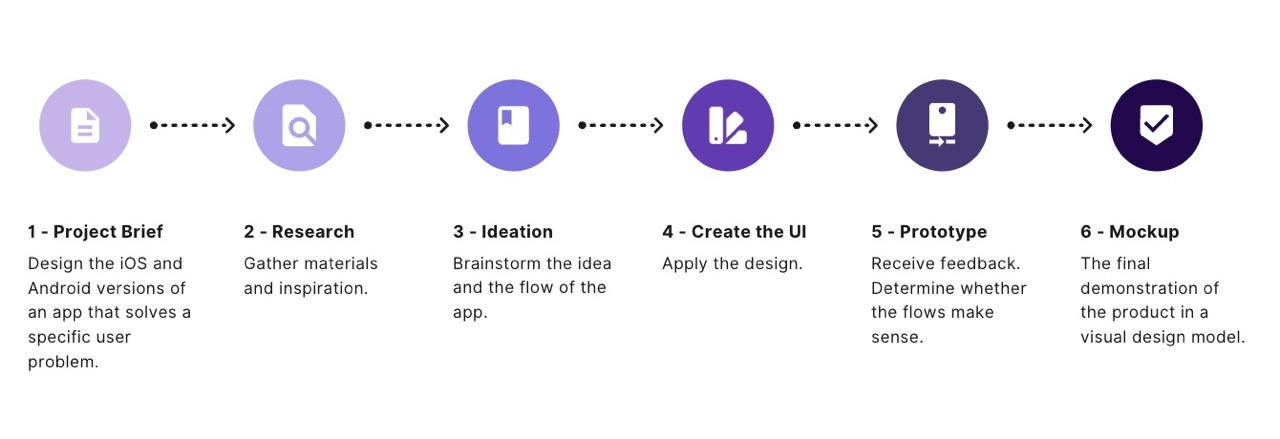 1 - Project Brief
Design the iOS and
Android versions of
an app that solves a
specific user
problem.
2 - Research
Gather materials
and inspiration.
3 - Ideation
Brainstorm the idea
and the flow of the
app.
4 - Create the UI
Apply the design.
5 - Prototype
Receive feedback.
Determine whether
the flows make
sense.
6 - Mockup
The final
demonstration of
the product in a
visual design model.